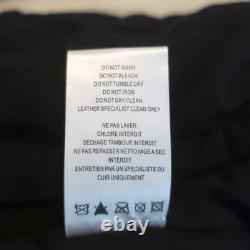 DO NOT WASH
DO NOT BLEACH
DO NOT TUMBLE DRY
DO NOT-IRON
DO NOT DRY CLEAN
LEATHER SPECIALIST CLEAN ONLY
NE PAS LAVER
CHLORE INTERDIT
SECHAGE TAMBOUR INTERDIT
NE PAS REPASSER NETTOYAGE A SEC
INTERDIT
ENTRETIEN PAR UN SPECIALISTE DU
CUIR UNIQUEMENT